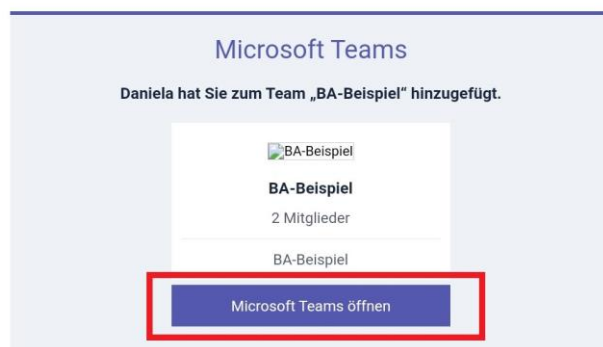 Microsoft Teams
Daniela hat Sie zum Team „BA-Beispiel“ hinzugefügt.
BA-Beispiel
BA-Beispiel
2 Mitglieder
BA-Beispiel
Microsoft Teams öffnen